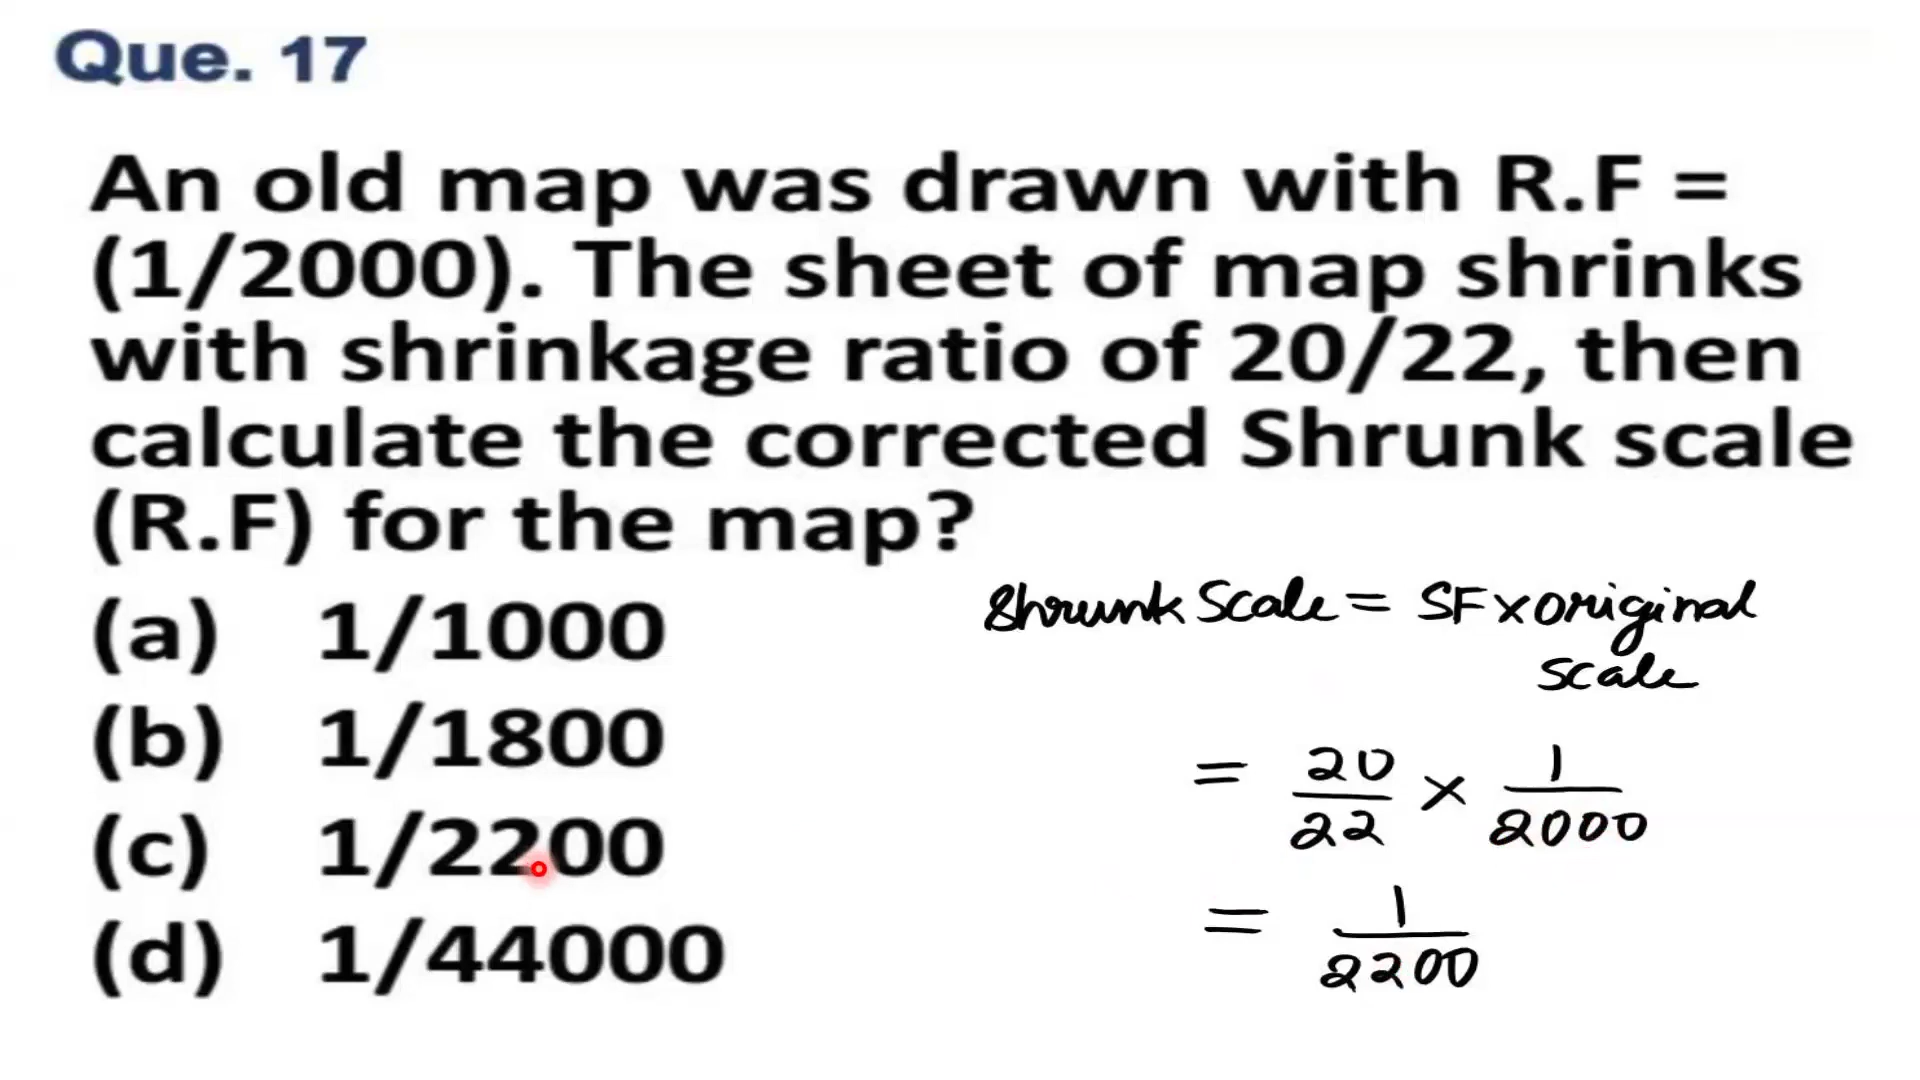 Que. 17
An old map was drawn with R.F =
(1/2000). The sheet of map shrinks
with shrinkage ratio of 20/22, then
calculate the corrected Shrunk scale
(R.F) for the map?
(a) 1/1000
(b) 1/1800
(c) 1/2200
(d) 1/44000
Shrunk Scale = SF x original
scale
= 20/22 × 1/2000
= 1/2200